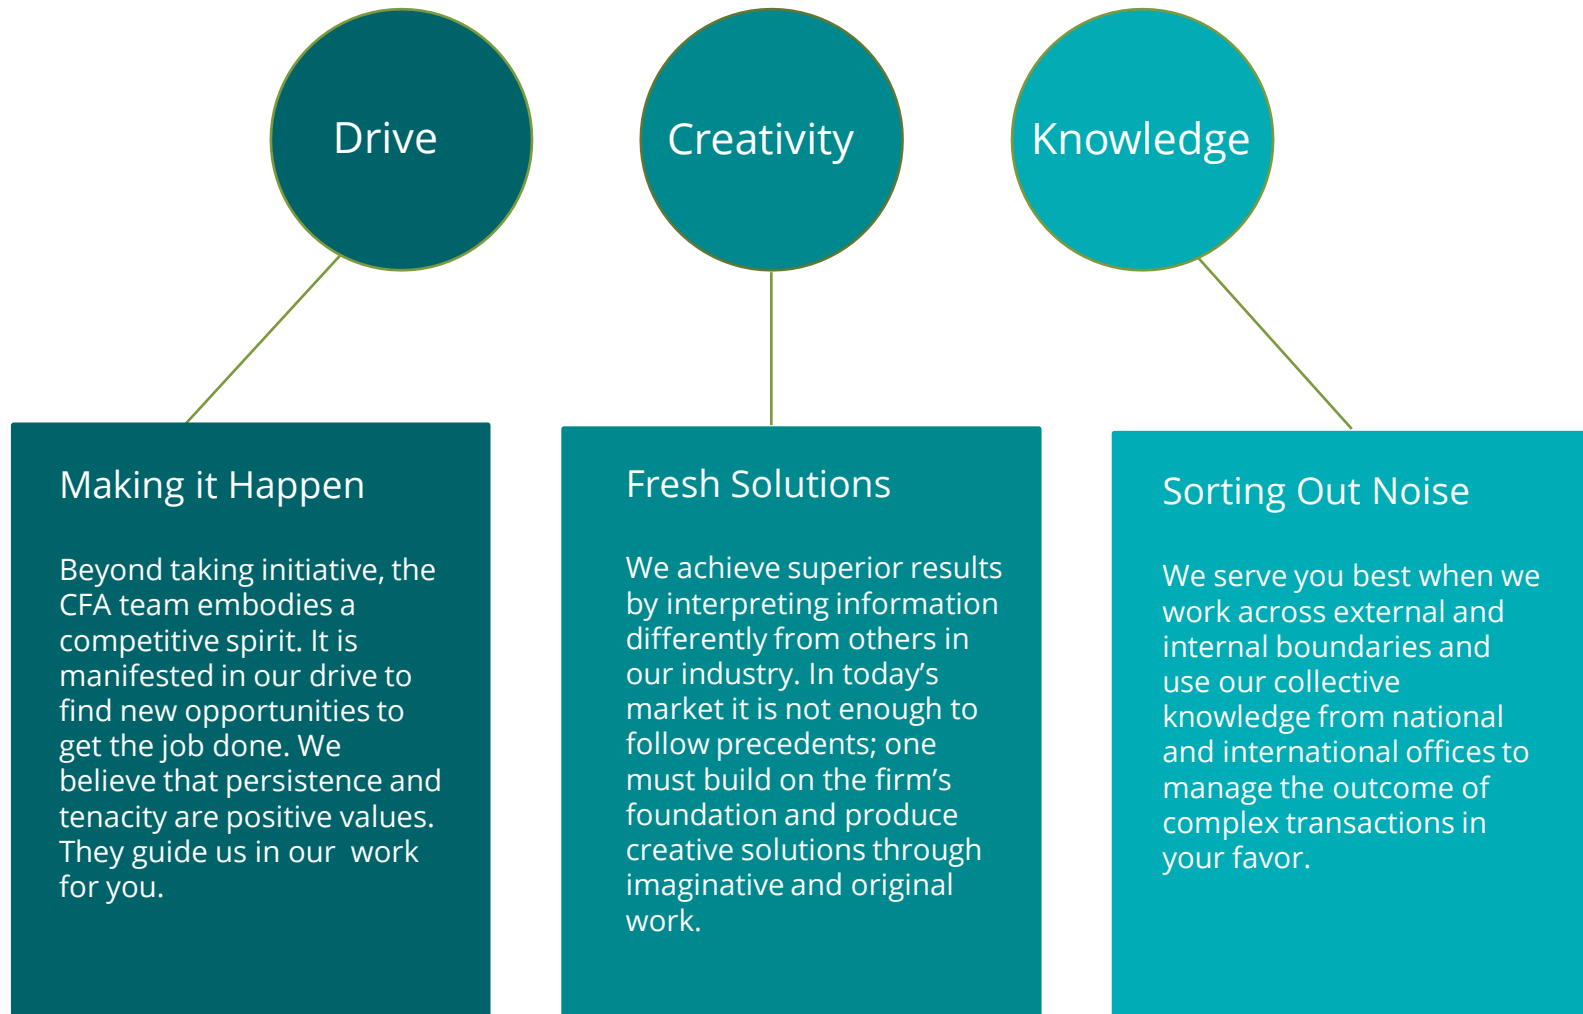 Drive
Creativity
Knowledge
Making it Happen
Beyond taking initiative, the
CFA team embodies a
competitive spirit. It is
manifested in our drive to
find new opportunities to
get the job done. We
believe that persistence and
tenacity are positive values.
They guide us in our  work
for you.
Fresh Solutions
We achieve superior results
by interpreting information
differently from others in
our industry. In today’s
market it is not enough to
follow precedents; one
must build on the firm’s
foundation and produce
creative solutions through
imaginative and original
work.
Sorting Out Noise
We serve you best when we
work across external and
internal boundaries and
use our collective
knowledge from national
and international offices to
manage the outcome of
complex transactions in
your favor.